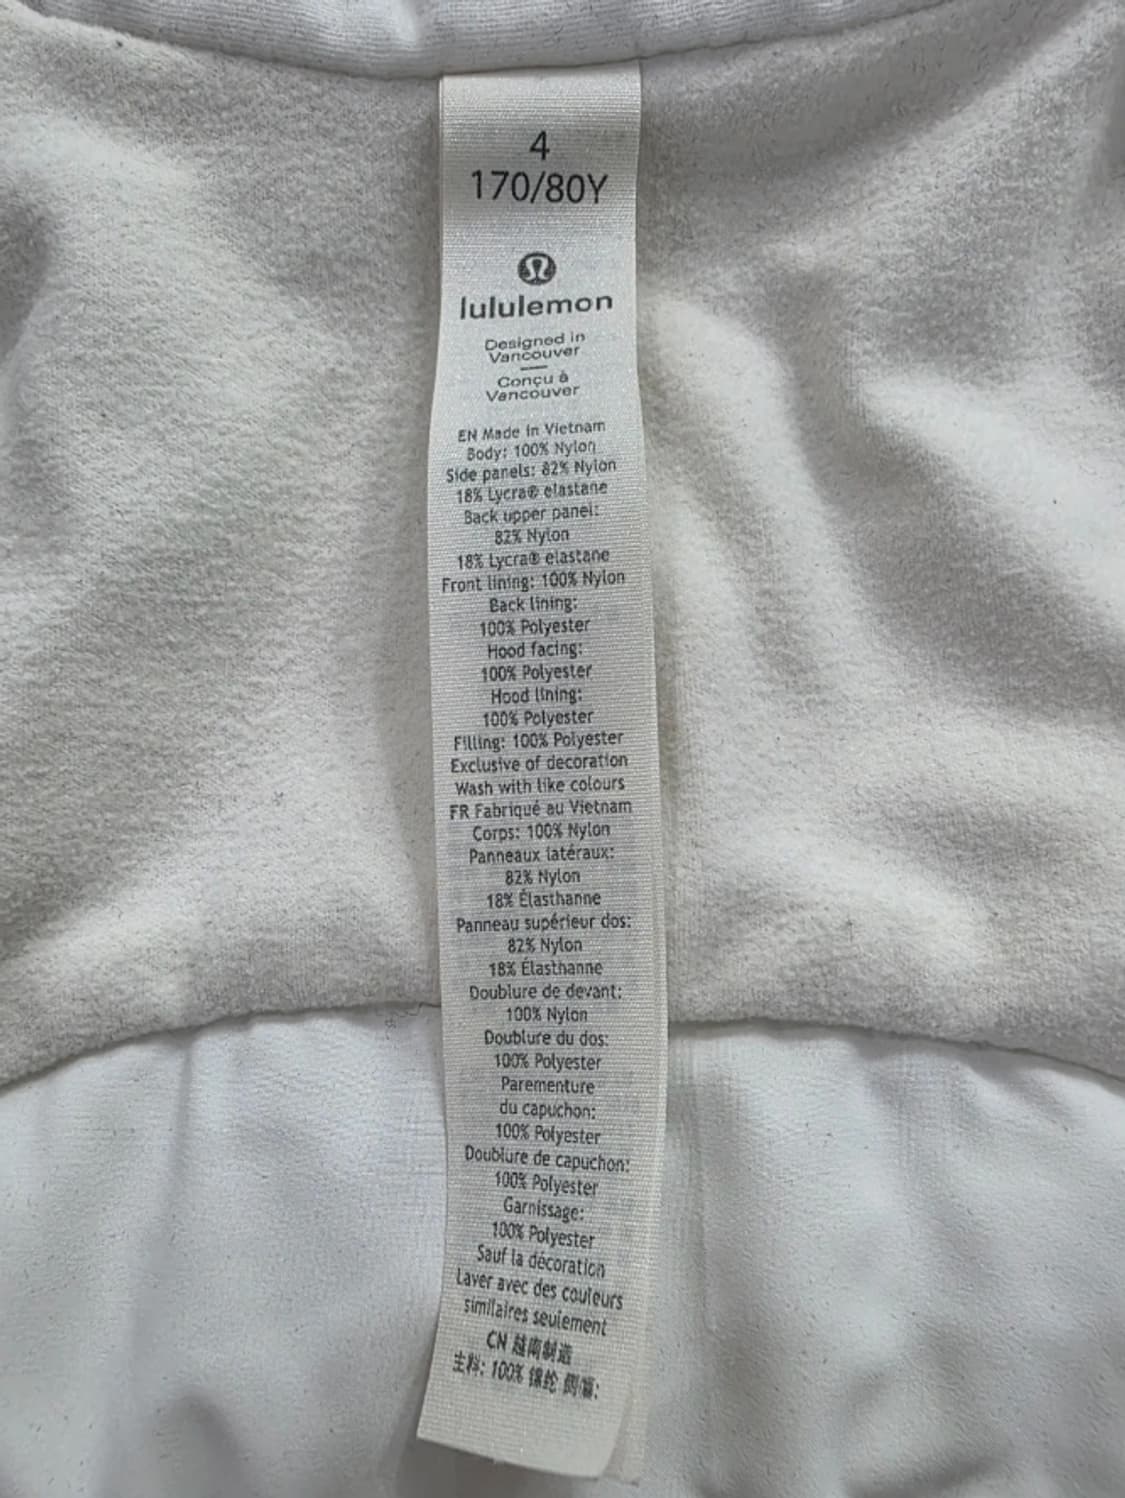 4
170/80Y
lululemon
Designed in
Vancouver
Conçu à
Vancouver
EN Made in Vietnam
Body: 100% Nylon
Side panels: 82% Nylon
18% Lycra® elastane
Back upper panel:
82% Nylon
18% Lycra® elastane
Front lining: 100% Nylon
Back lining:
100% Polyester
Hood facing:
100% Polyester
Hood lining:
100% Polyester
Filling: 100% Polyester
Exclusive of decoration
Wash with like colours
FR Fabriqué au Vietnam
Corps: 100% Nylon
Panneaux latéraux:
82% Nylon
18% Élasthanne
Panneau supérieur dos:
82% Nylon
18% Élasthanne
Doublure de devant:
100% Nylon
Doublure du dos:
100% Polyester
Parementure
du capuchon:
100% Polyester
Doublure de capuchon:
100% Polyester
Garnissage:
100% Polyester
Sauf la décoration
Laver avec des couleurs
similaires seulement
CN 越南制造
主料: 100% 锦纶 侧幅: